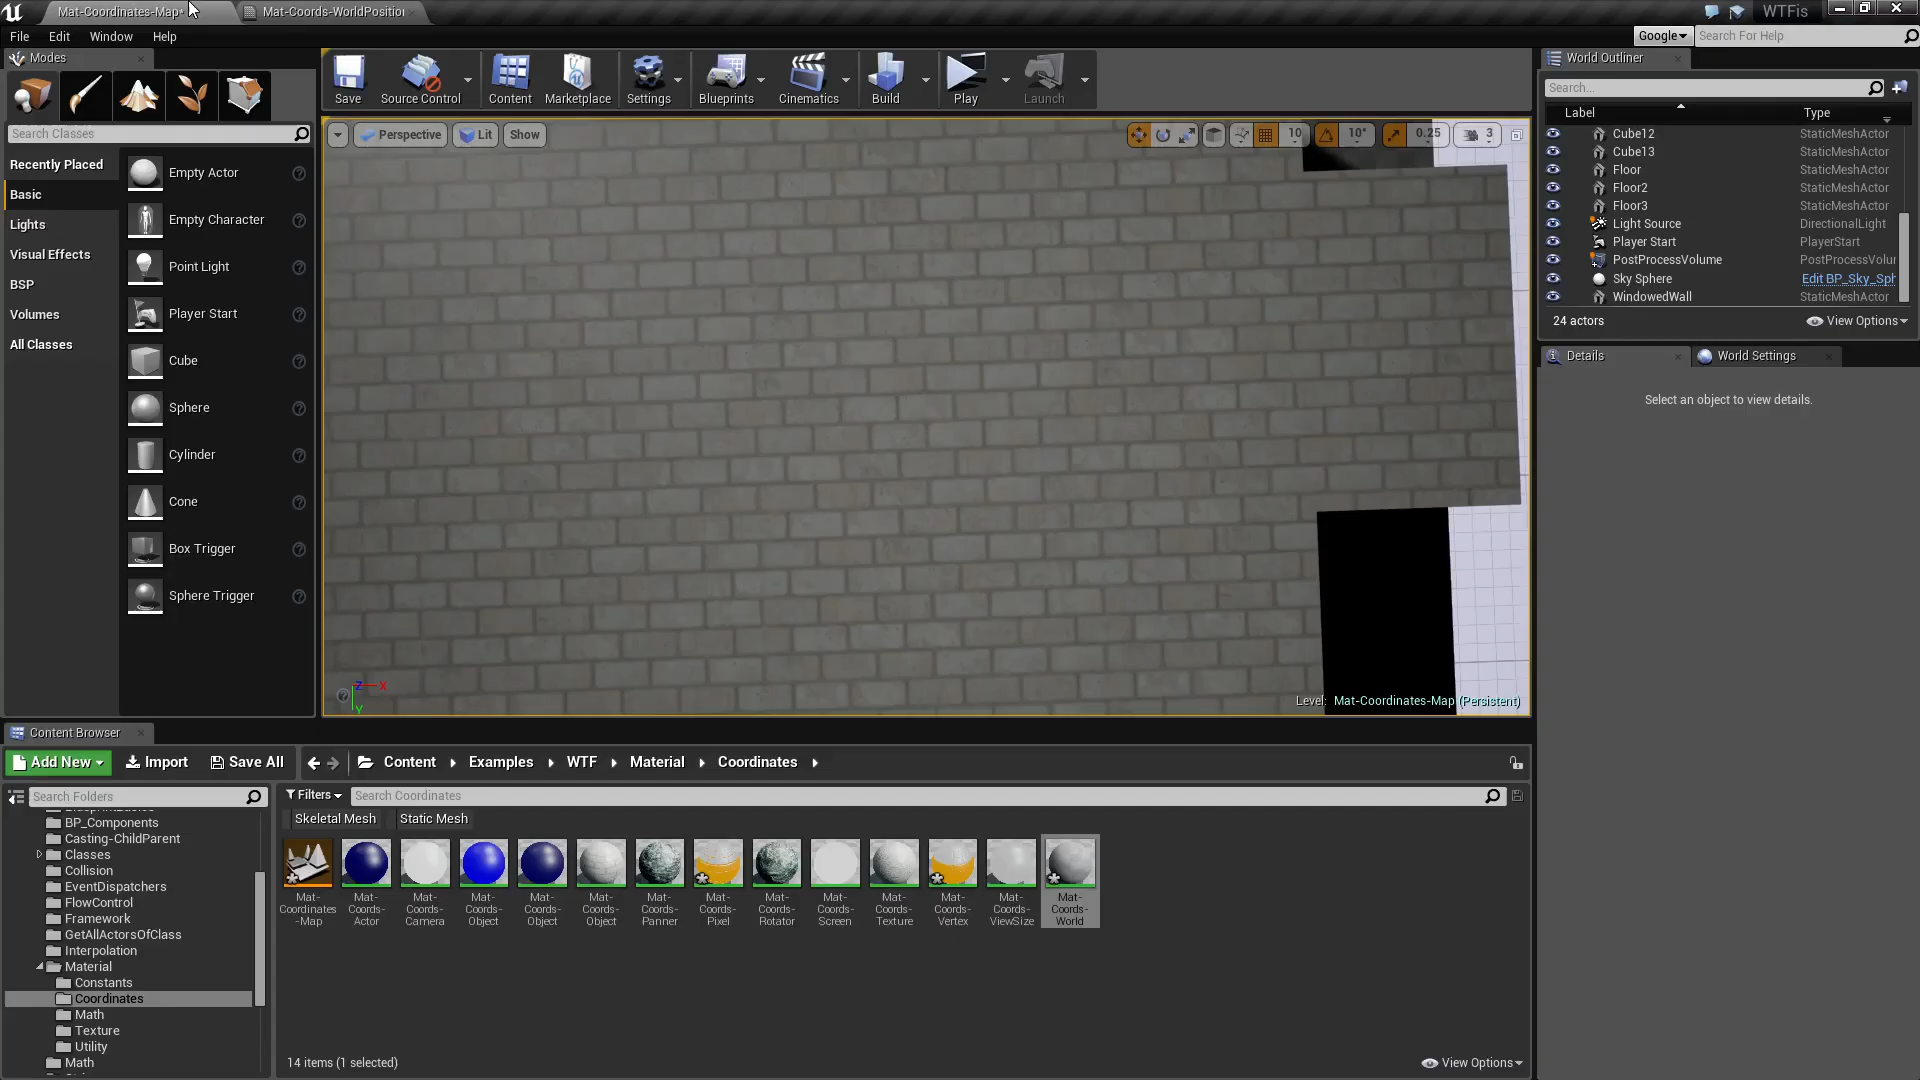 Mat-Coordinates-Map*
Mat-Coords-WorldPosition
WTFis
File Edit Window Help
Google
Search For Help
Modes
Search Classes
Recently Placed
Basic
Lights
Visual Effects
BSP
Volumes
All Classes
Empty Actor
Empty Character
Point Light
Player Start
Cube
Sphere
Cylinder
Cone
Box Trigger
Sphere Trigger
Save
Source Control
Content
Marketplace
Settings
Blueprints
Cinematics
Build
Play
Launch
Perspective
Lit
Show
10
10°
0.25
3
Z X
Y
Level: Mat-Coordinates-Map (Persistent)
World Outliner
Search...
Label Type
Cube12 StaticMeshActor
Cube13 StaticMeshActor
Floor StaticMeshActor
Floor2 StaticMeshActor
Floor3 StaticMeshActor
Light Source DirectionalLight
Player Start PlayerStart
PostProcessVolume PostProcessVolur
Sky Sphere Edit BP_Sky_Sph
WindowedWall StaticMeshActor
24 actors
View Options
Details
World Settings
Select an object to view details.
Content Browser
Add New
Import
Save All
Content Examples WTF Material Coordinates
Search Folders
BP_Components
Casting-ChildParent
Classes
Collision
EventDispatchers
FlowControl
Framework
GetAllActorsOfClass
Interpolation
Material
Constants
Coordinates
Math
Texture
Utility
Math
Filters
Search Coordinates
Skeletal Mesh
Static Mesh
Mat-
Coordinates
-Map
Mat-
Coords-
Actor
Mat-
Coords-
Camera
Mat-
Coords-
Object
Mat-
Coords-
Object
Mat-
Coords-
Object
Mat-
Coords-
Panner
Mat-
Coords-
Pixel
Mat-
Coords-
Rotator
Mat-
Coords-
Screen
Mat-
Coords-
Texture
Mat-
Coords-
Vertex
Mat-
Coords-
ViewSize
Mat-
Coords-
World
14 items (1 selected)
View Options